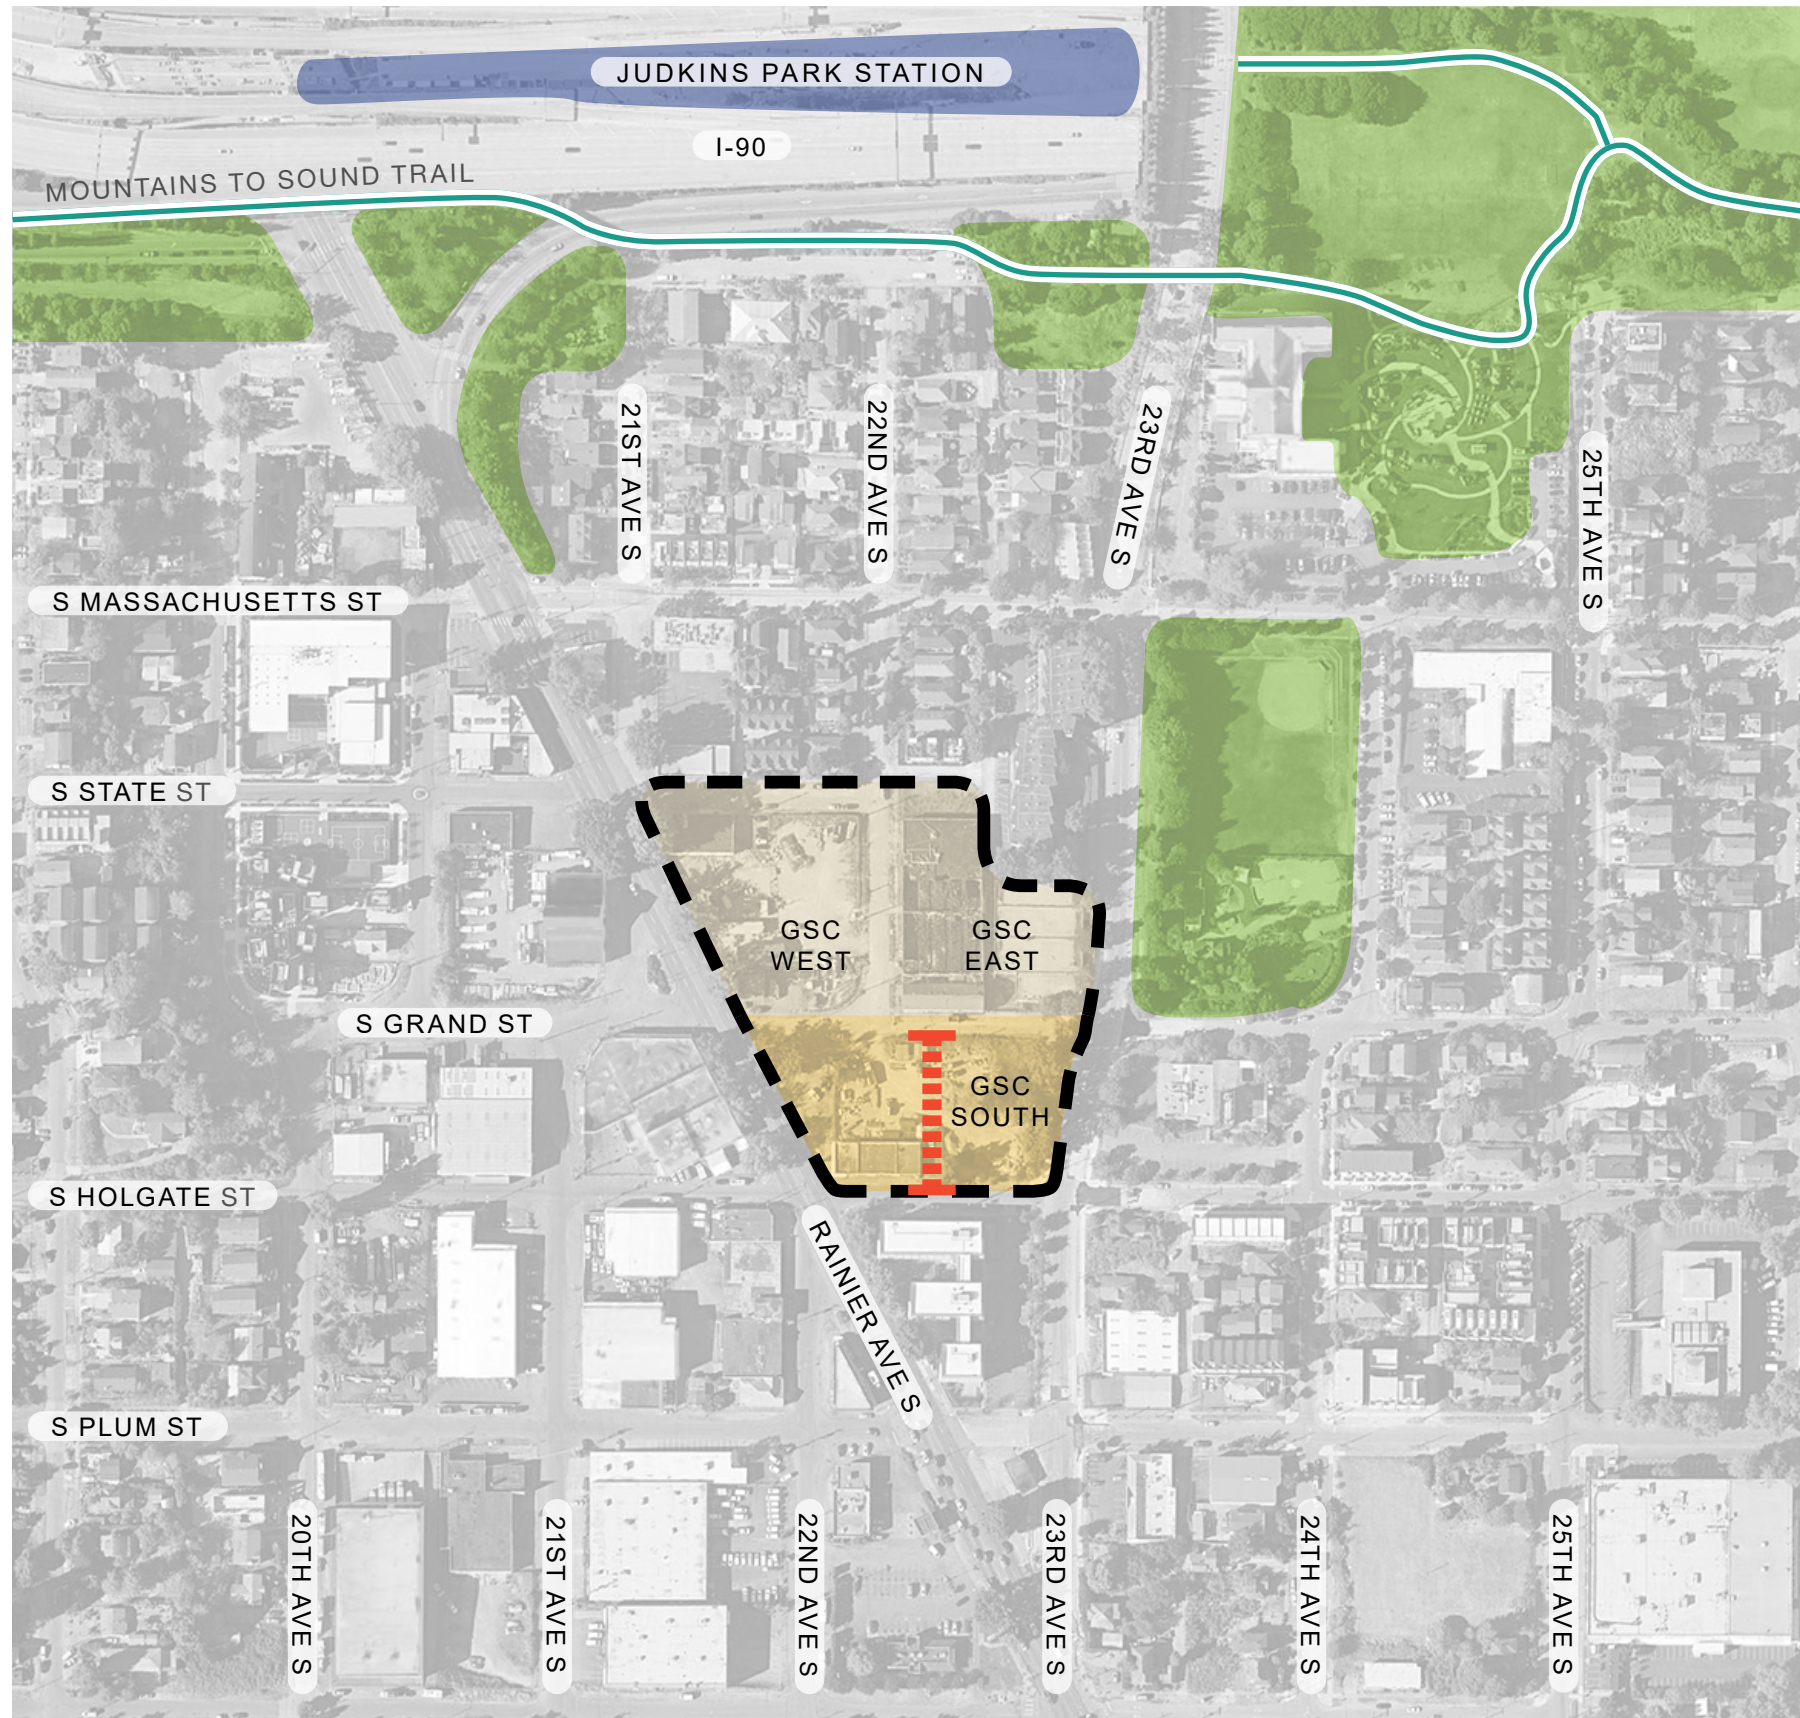 JUDKINS PARK STATION
I-90
MOUNTAINS TO SOUND TRAIL
21ST AVE S
22ND AVE S
23RD AVE S
25TH AVE S
S MASSACHUSETTS ST
S STATE ST
GSC
WEST
GSC
EAST
S GRAND ST
GSC
SOUTH
S HOLGATE ST
RAINIER AVE S
S PLUM ST
20TH AVE S
21ST AVE S
22ND AVE S
23RD AVE S
24TH AVE S
25TH AVE S